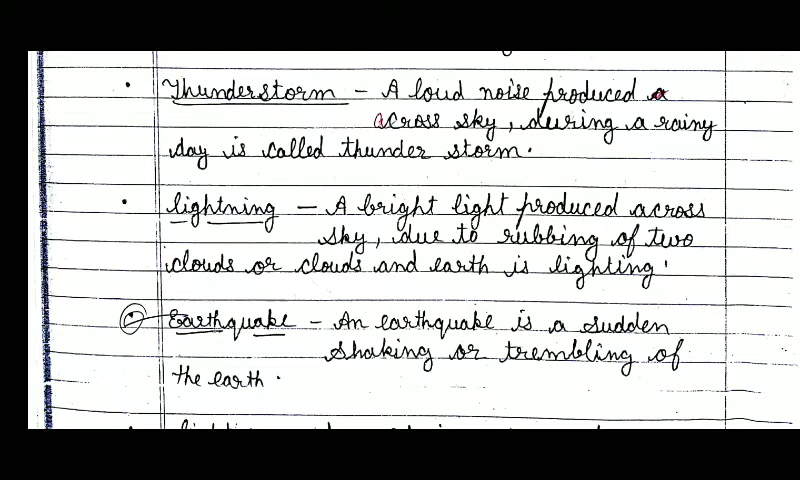 • Thunderstorm - A loud noise produced a
across sky, during a rainy
day is called thunder storm.
• lightning - A bright light produced across
sky, due to rubbing of two
clouds or clouds and earth is lighting.
• Earthquake - An earthquake is a sudden
shaking or trembling of
the earth.